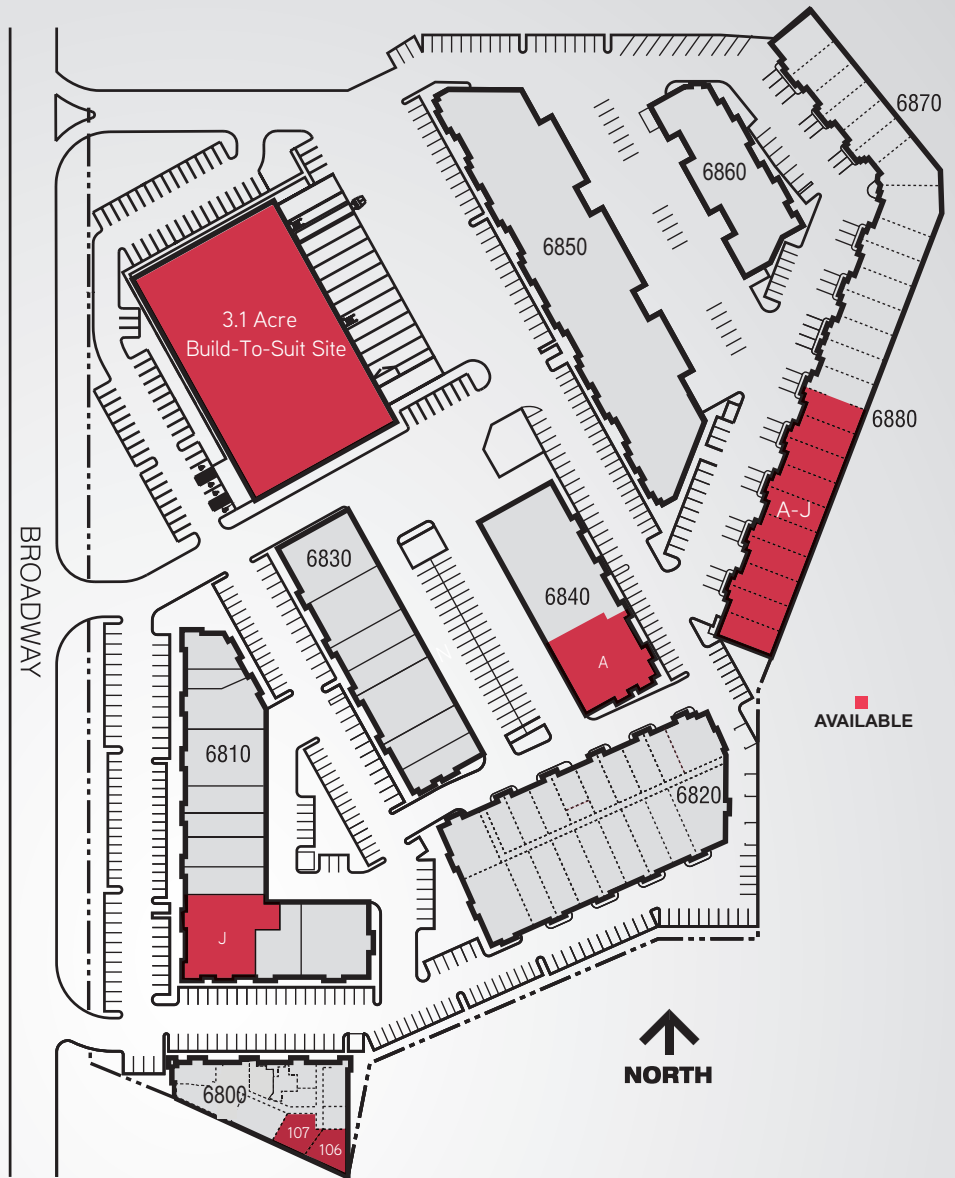 6870
6860
6850
3.1 Acre
Build-To-Suit Site
6880
A-J
BROADWAY
6830
6840
A
N
AVAILABLE
6810
6820
J
NORTH
6800
107
106